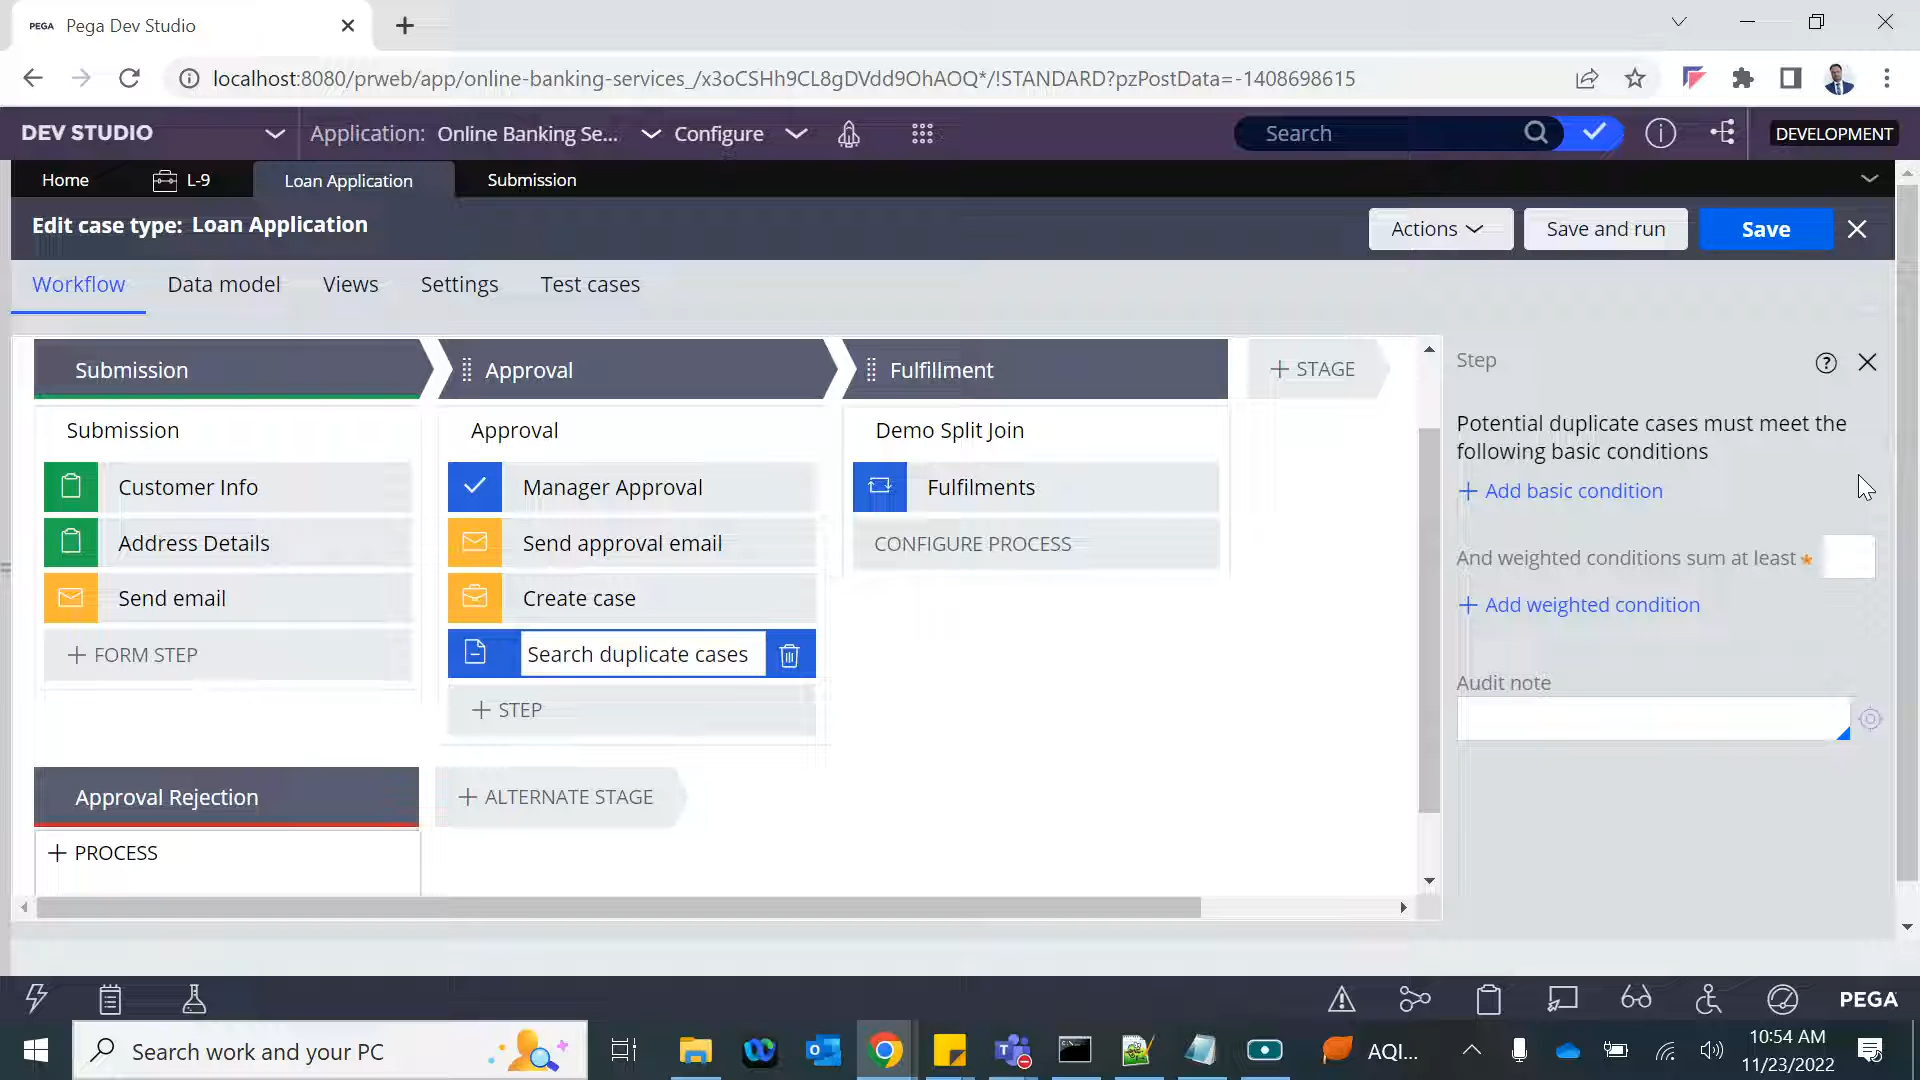 PEGA Pega Dev Studio
localhost:8080/prweb/app/online-banking-services_/x3oCSHh9CL8gDVdd9OhAOQ*/!STANDARD?pzPostData=-1408698615
DEV STUDIO Application: Online Banking Se... Configure Search DEVELOPMENT
Home L-9 Loan Application Submission
Edit case type: Loan Application Actions Save and run Save
Workflow Data model Views Settings Test cases
Submission Approval Fulfillment + STAGE
Submission Approval Demo Split Join
Customer Info Manager Approval Fulfilments
Address Details Send approval email CONFIGURE PROCESS
Send email Create case
+ FORM STEP Search duplicate cases
+ STEP
Approval Rejection + ALTERNATE STAGE
+ PROCESS
Step
Potential duplicate cases must meet the
following basic conditions
+ Add basic condition
And weighted conditions sum at least *
+ Add weighted condition
Audit note
PEGA
Search work and your PC AQI... 10:54 AM
11/23/2022